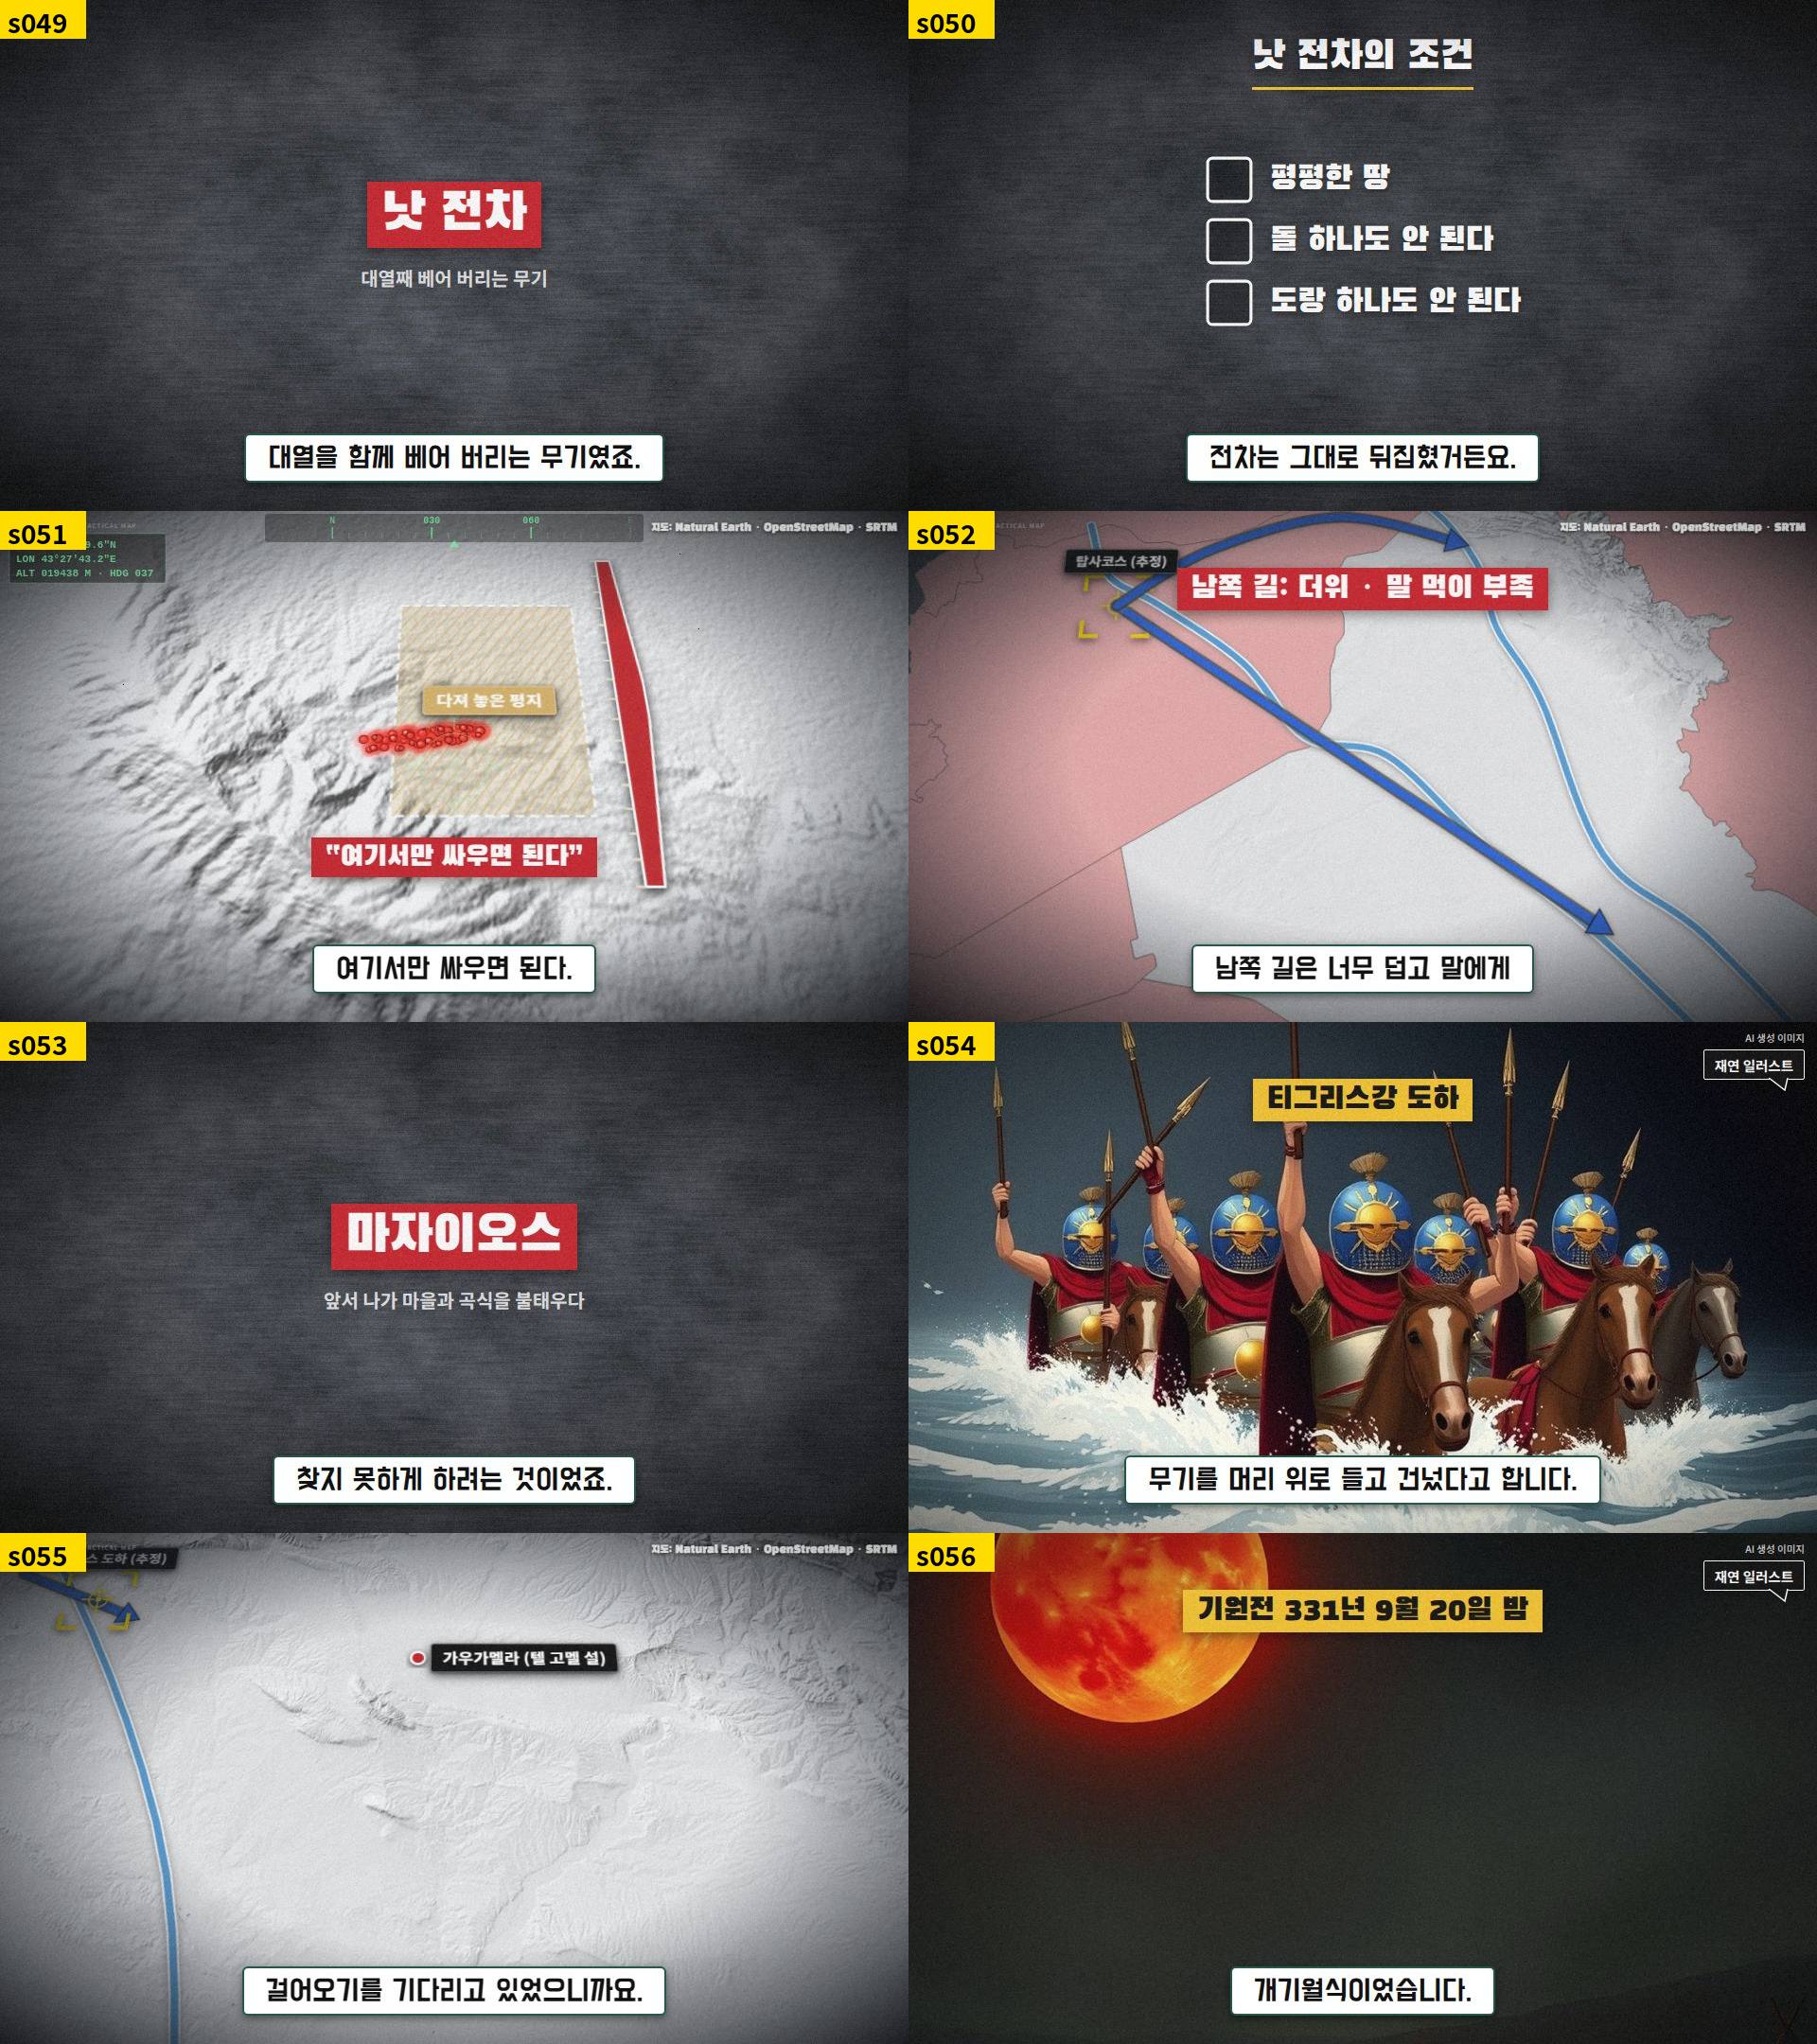 s049
낫 전차
대열째 베어 버리는 무기
대열을 함께 베어 버리는 무기였죠.
s050
낫 전차의 조건
평평한 땅
돌 하나도 안 된다
도랑 하나도 안 된다
전차는 그대로 뒤집혔거든요.
s051
ACTICAL MAP
9.6"N
LON 43°27'43.2"E
ALT 019438 M · HDG 037
N 030 060
지도: Natural Earth · OpenStreetMap · SRTM
다져 놓은 평지
"여기서만 싸우면 된다"
여기서만 싸우면 된다.
s052
ACTICAL MAP
지도: Natural Earth · OpenStreetMap · SRTM
탑사코스 (추정)
남쪽 길: 더위 · 말 먹이 부족
남쪽 길은 너무 덥고 말에게
s053
마자이오스
앞서 나가 마을과 곡식을 불태우다
찾지 못하게 하려는 것이었죠.
s054
AI 생성 이미지
재연 일러스트
티그리스강 도하
무기를 머리 위로 들고 건넜다고 합니다.
s055
ACTICAL MAP
스 도하 (추정)
지도: Natural Earth · OpenStreetMap · SRTM
가우가멜라 (텔 고멜 설)
걸어오기를 기다리고 있었으니까요.
s056
AI 생성 이미지
재연 일러스트
기원전 331년 9월 20일 밤
개기월식이었습니다.